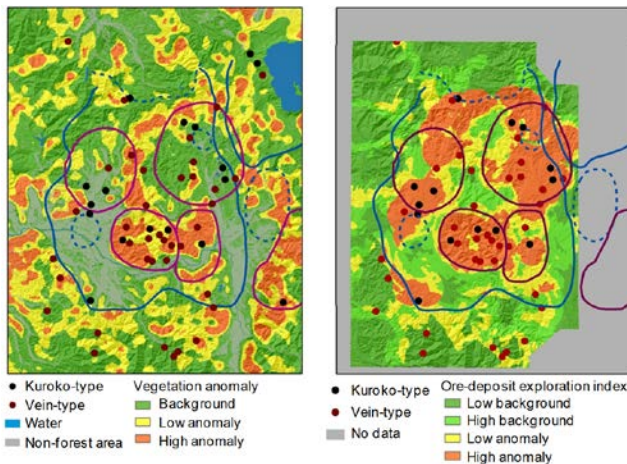 Kuroko-type
Vein-type
Water
Non-forest area
Vegetation anomaly
Background
Low anomaly
High anomaly
Kuroko-type
Vein-type
No data
Ore-deposit exploration index
Low background
High background
Low anomaly
High anomaly